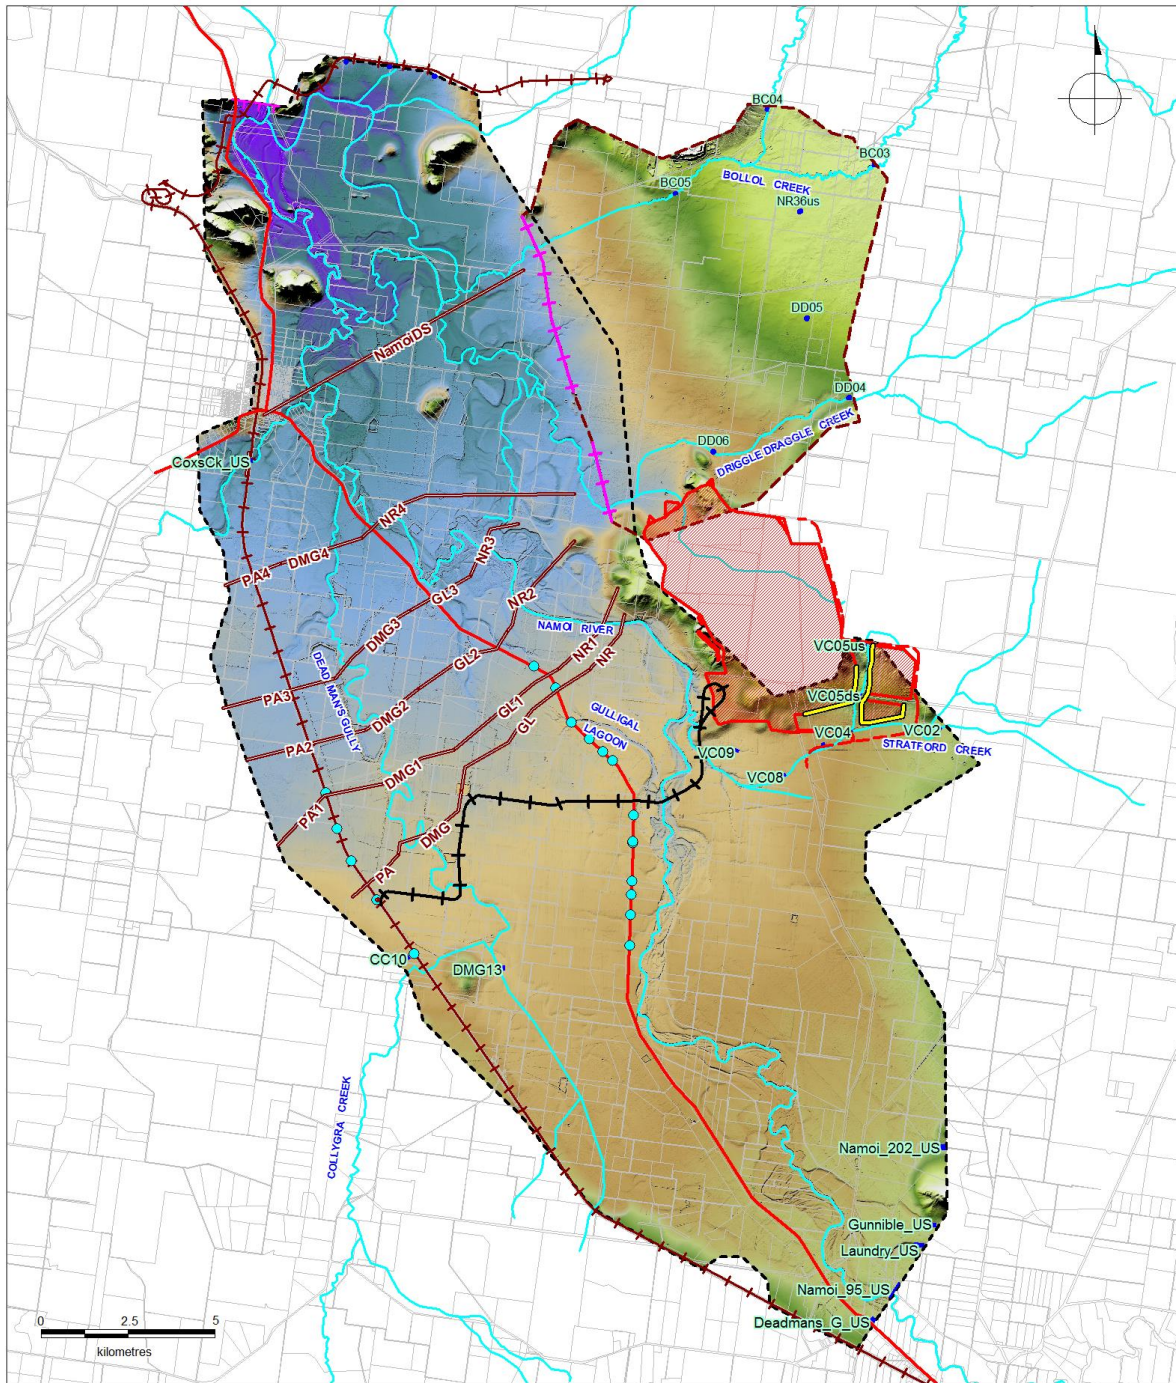 BC04
BC03
BOLLOL CREEK
BC05
NR36us
DD05
NamoiDS
DD04
DD06
DRIGGLE DRAGGLE CREEK
CoxsCk_US
NR4
DMG4
PA4
NR3
GL3
NR2
DMG3
NAMOI RIVER
NR1
NR
VC05us
DEAD MAN'S GULLY
GL2
PA3
VC05ds
DMG2
GL1
GULLIGAL
LAGOON
GL
VC02
VC04
STRATFORD CREEK
PA2
VC09
VC08
DMG1
PA1
DMG
PA
CC10
DMG13
COLLYGRA CREEK
Namoi_202_US
Gunnible_US
Laundry_US
Namoi_95_US
Deadmans_G_US
0 2.5 5
kilometres